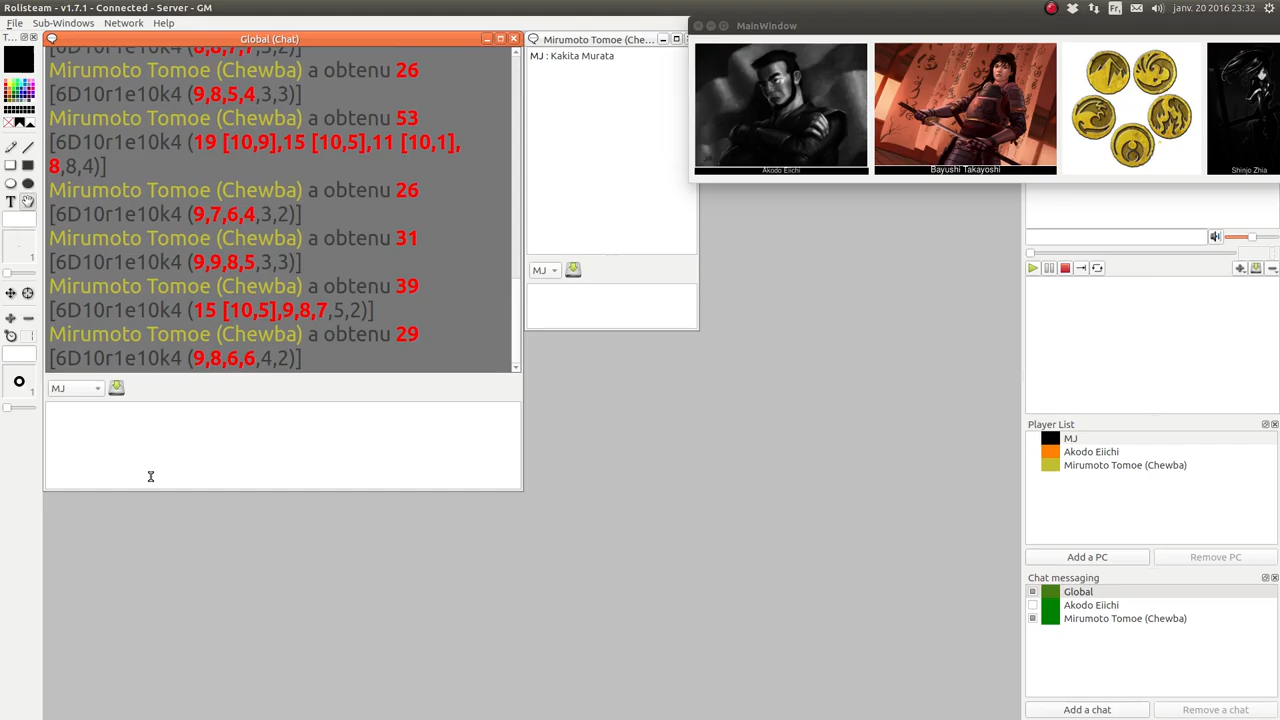 Rolisteam - v1.7.1 - Connected - Server - GM
Fr
janv. 20 2016 23:32
File Sub-Windows Network Help
T...
Global (Chat)
Mirumoto Tomoe (Chewba) a obtenu 26
[6D10r1e10k4 (9,8,5,4,3,3)]
Mirumoto Tomoe (Chewba) a obtenu 53
[6D10r1e10k4 (19 [10,9],15 [10,5],11 [10,1],
8,8,4)]
Mirumoto Tomoe (Chewba) a obtenu 26
[6D10r1e10k4 (9,7,6,4,3,2)]
Mirumoto Tomoe (Chewba) a obtenu 31
[6D10r1e10k4 (9,9,8,5,3,3)]
Mirumoto Tomoe (Chewba) a obtenu 39
[6D10r1e10k4 (15 [10,5],9,8,7,5,2)]
Mirumoto Tomoe (Chewba) a obtenu 29
[6D10r1e10k4 (9,8,6,6,4,2)]
MJ
T
1
1
1
Mirumoto Tomoe (Che...
MJ : Kakita Murata
MJ
MainWindow
Akodo Eiichi
Bayushi Takayoshi
Shinjo Zhia
Player List
MJ
Akodo Eiichi
Mirumoto Tomoe (Chewba)
Add a PC
Remove PC
Chat messaging
Global
Akodo Eiichi
Mirumoto Tomoe (Chewba)
Add a chat
Remove a chat